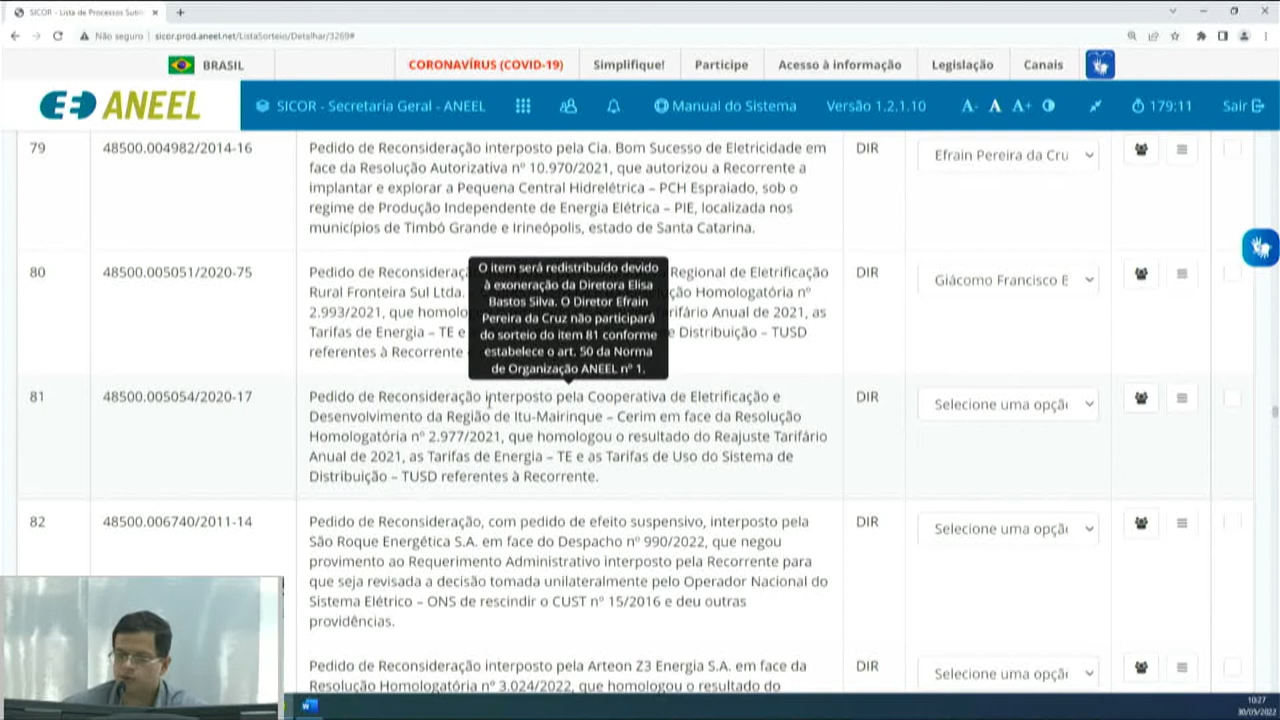 SICOR - Lista de Processos Sub
Não seguro
sicor.prod.aneel.net/ListaSorteio/Detalhar/3269#
BRASIL
CORONAVÍRUS (COVID-19)
Simplifique!
Participe
Acesso à informação
Legislação
Canais
ANEEL
SICOR - Secretaria Geral - ANEEL
Manual do Sistema
Versão 1.2.1.10
A-
A
A+
179:11
Sair
79
48500.004982/2014-16
Pedido de Reconsideração interposto pela Cia. Bom Sucesso de Eletricidade em
face da Resolução Autorizativa nº 10.970/2021, que autorizou a Recorrente a
implantar e explorar a Pequena Central Hidrelétrica – PCH Espraiado, sob o
regime de Produção Independente de Energia Elétrica – PIE, localizada nos
municípios de Timbó Grande e Irineópolis, estado de Santa Catarina.
DIR
Efrain Pereira da Cru
80
48500.005051/2020-75
Pedido de Reconsideraç
Regional de Eletrificação
Rural Fronteira Sul Ltda.
ção Homologatória nº
2.993/2021, que homolo
rifário Anual de 2021, as
Tarifas de Energia – TE e
e Distribuição – TUSD
referentes à Recorrente
DIR
Giácomo Francisco B
O item será redistribuído devido
à exoneração da Diretora Elisa
Bastos Silva. O Diretor Efrain
Pereira da Cruz não participará
do sorteio do item 81 conforme
estabelece o art. 50 da Norma
de Organização ANEEL nº 1.
81
48500.005054/2020-17
Pedido de Reconsideração interposto pela Cooperativa de Eletrificação e
Desenvolvimento da Região de Itu-Mairinque – Cerim em face da Resolução
Homologatória nº 2.977/2021, que homologou o resultado do Reajuste Tarifário
Anual de 2021, as Tarifas de Energia – TE e as Tarifas de Uso do Sistema de
Distribuição – TUSD referentes à Recorrente.
DIR
Selecione uma opçã
82
48500.006740/2011-14
Pedido de Reconsideração, com pedido de efeito suspensivo, interposto pela
São Roque Energética S.A. em face do Despacho nº 990/2022, que negou
provimento ao Requerimento Administrativo interposto pela Recorrente para
que seja revisada a decisão tomada unilateralmente pelo Operador Nacional do
Sistema Elétrico – ONS de rescindir o CUST nº 15/2016 e deu outras
providências.
DIR
Selecione uma opçã
Pedido de Reconsideração interposto pela Arteon Z3 Energia S.A. em face da
Resolução Homologatória nº 3.024/2022, que homologou o resultado do
DIR
Selecione uma opçã
10:27
30/05/2022